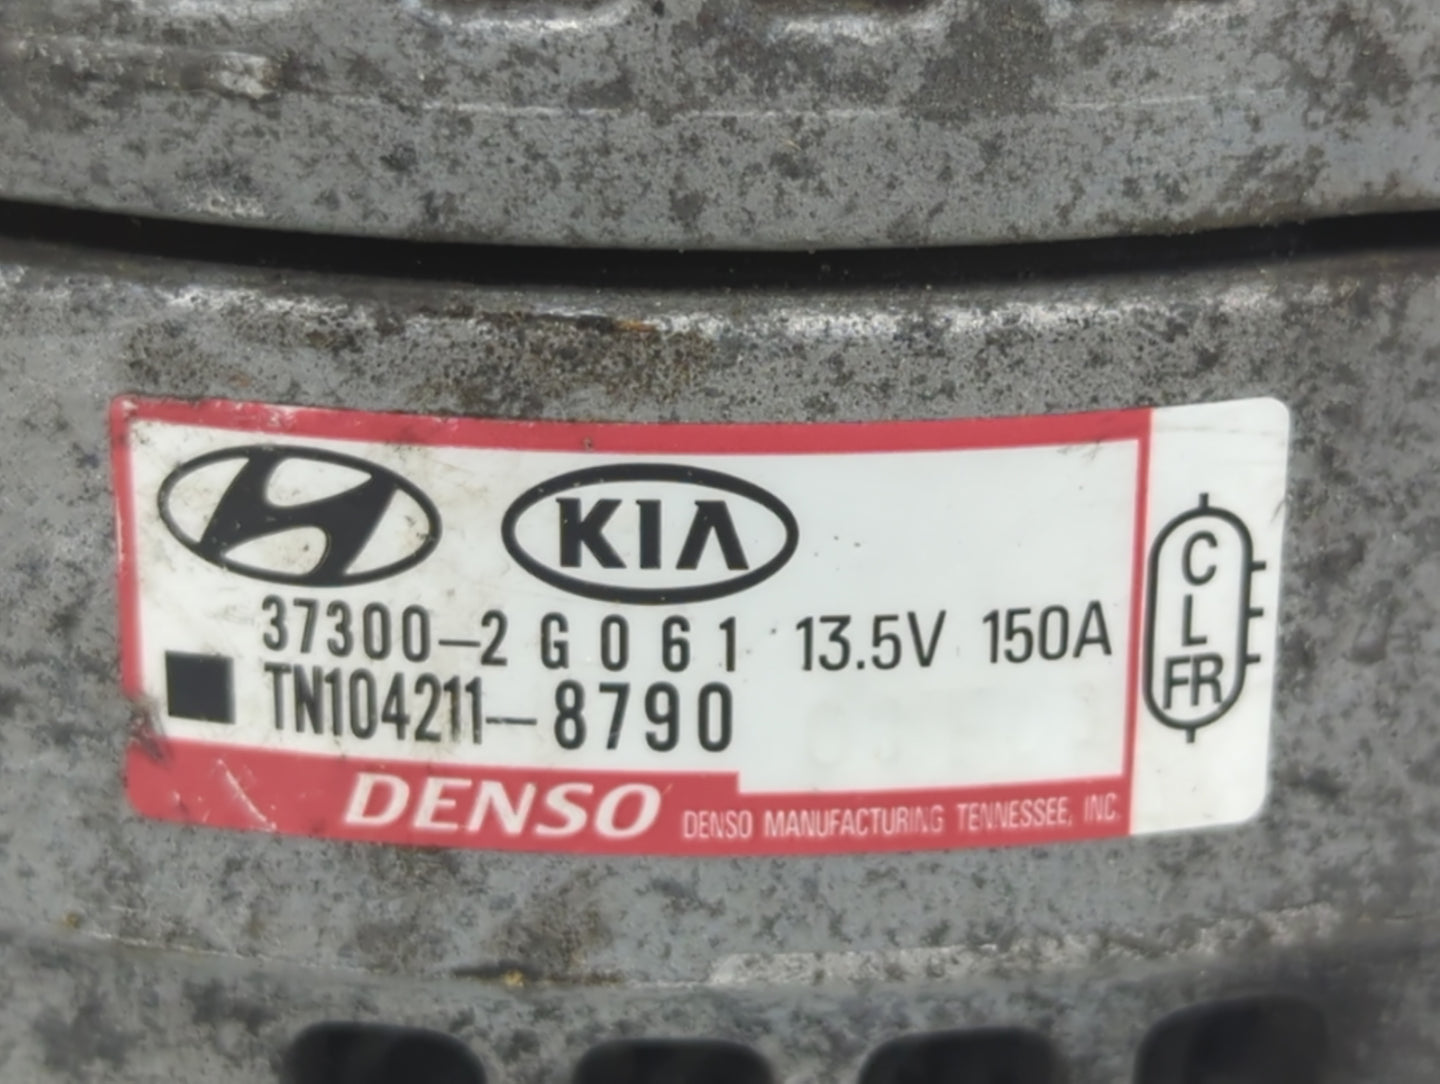 KIA
37300-2G061 13.5V 150A
TN104211-8790
DENSO DENSO MANUFACTURING TENNESSEE, INC.
C
L
FR